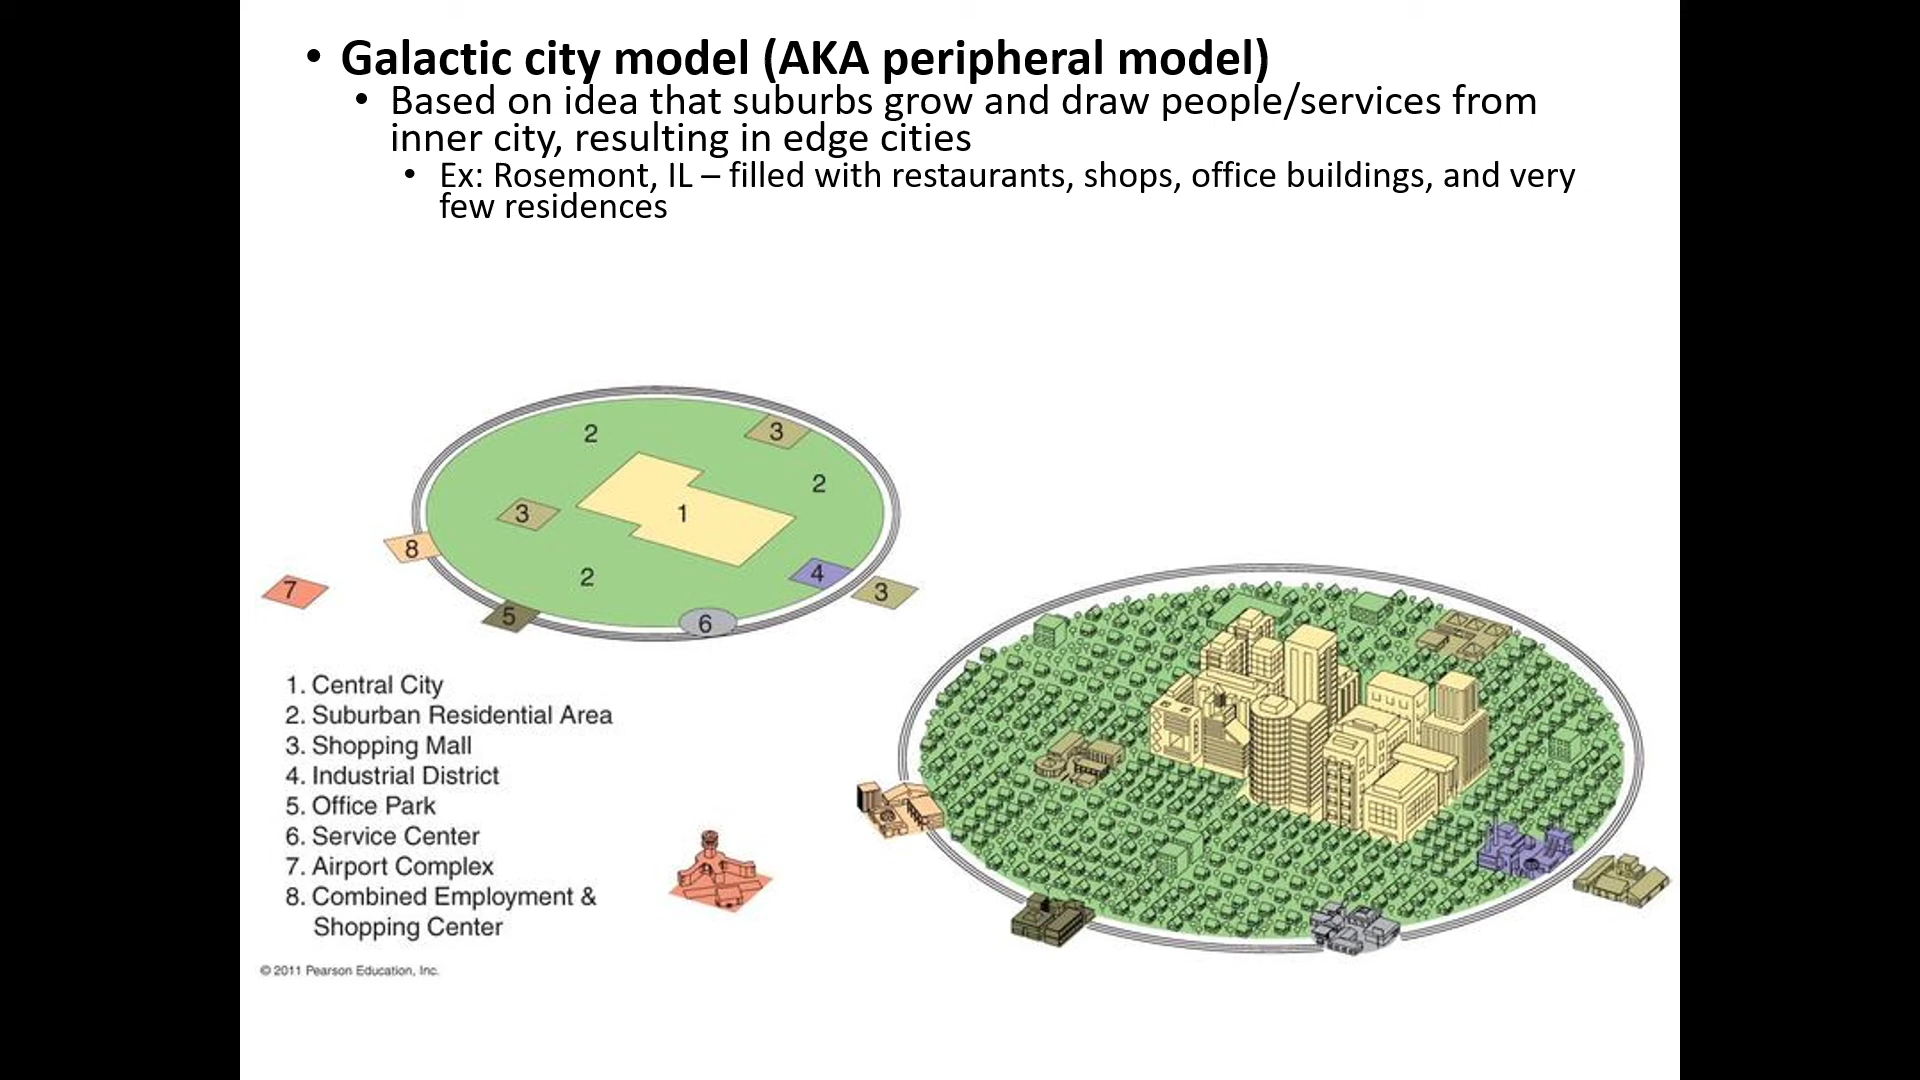 • Galactic city model (AKA peripheral model)
• Based on idea that suburbs grow and draw people/services from
inner city, resulting in edge cities
• Ex: Rosemont, IL – filled with restaurants, shops, office buildings, and very
few residences
2
3
2
3
1
8
2
4
7
3
5
6
1. Central City
2. Suburban Residential Area
3. Shopping Mall
4. Industrial District
5. Office Park
6. Service Center
7. Airport Complex
8. Combined Employment &
Shopping Center
© 2011 Pearson Education, Inc.